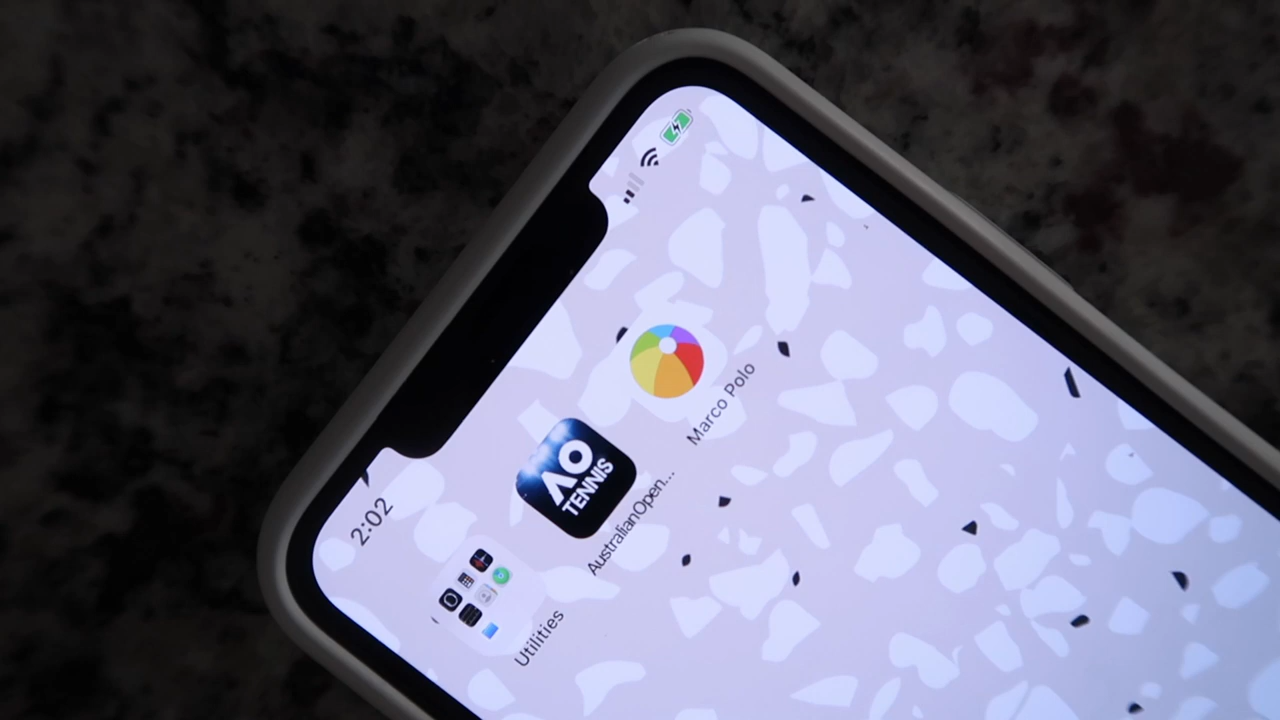 2:02
Utilities
AO
TENNIS
AustralianOpen...
Marco Polo